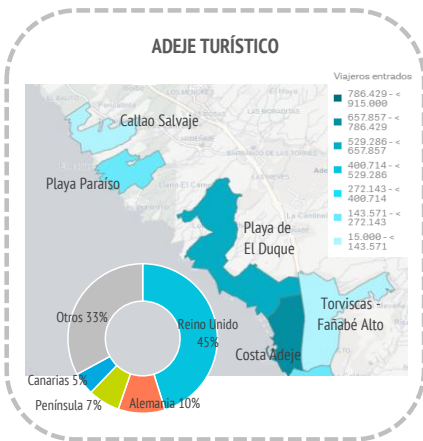 ADEJE TURÍSTICO
Viajeros entrados
786.429 - <
915.000
657.857 - <
786.429
529.286 - <
657.857
400.714 - <
529.286
272.143 - <
400.714
143.571 - <
272.143
15.000 - <
143.571
Callao Salvaje
Playa Paraíso
Playa de
El Duque
Torviscas -
Fañabé Alto
Costa Adeje
Otros 33%
Reino Unido
45%
Canarias 5%
Península 7%
Alemania 10%